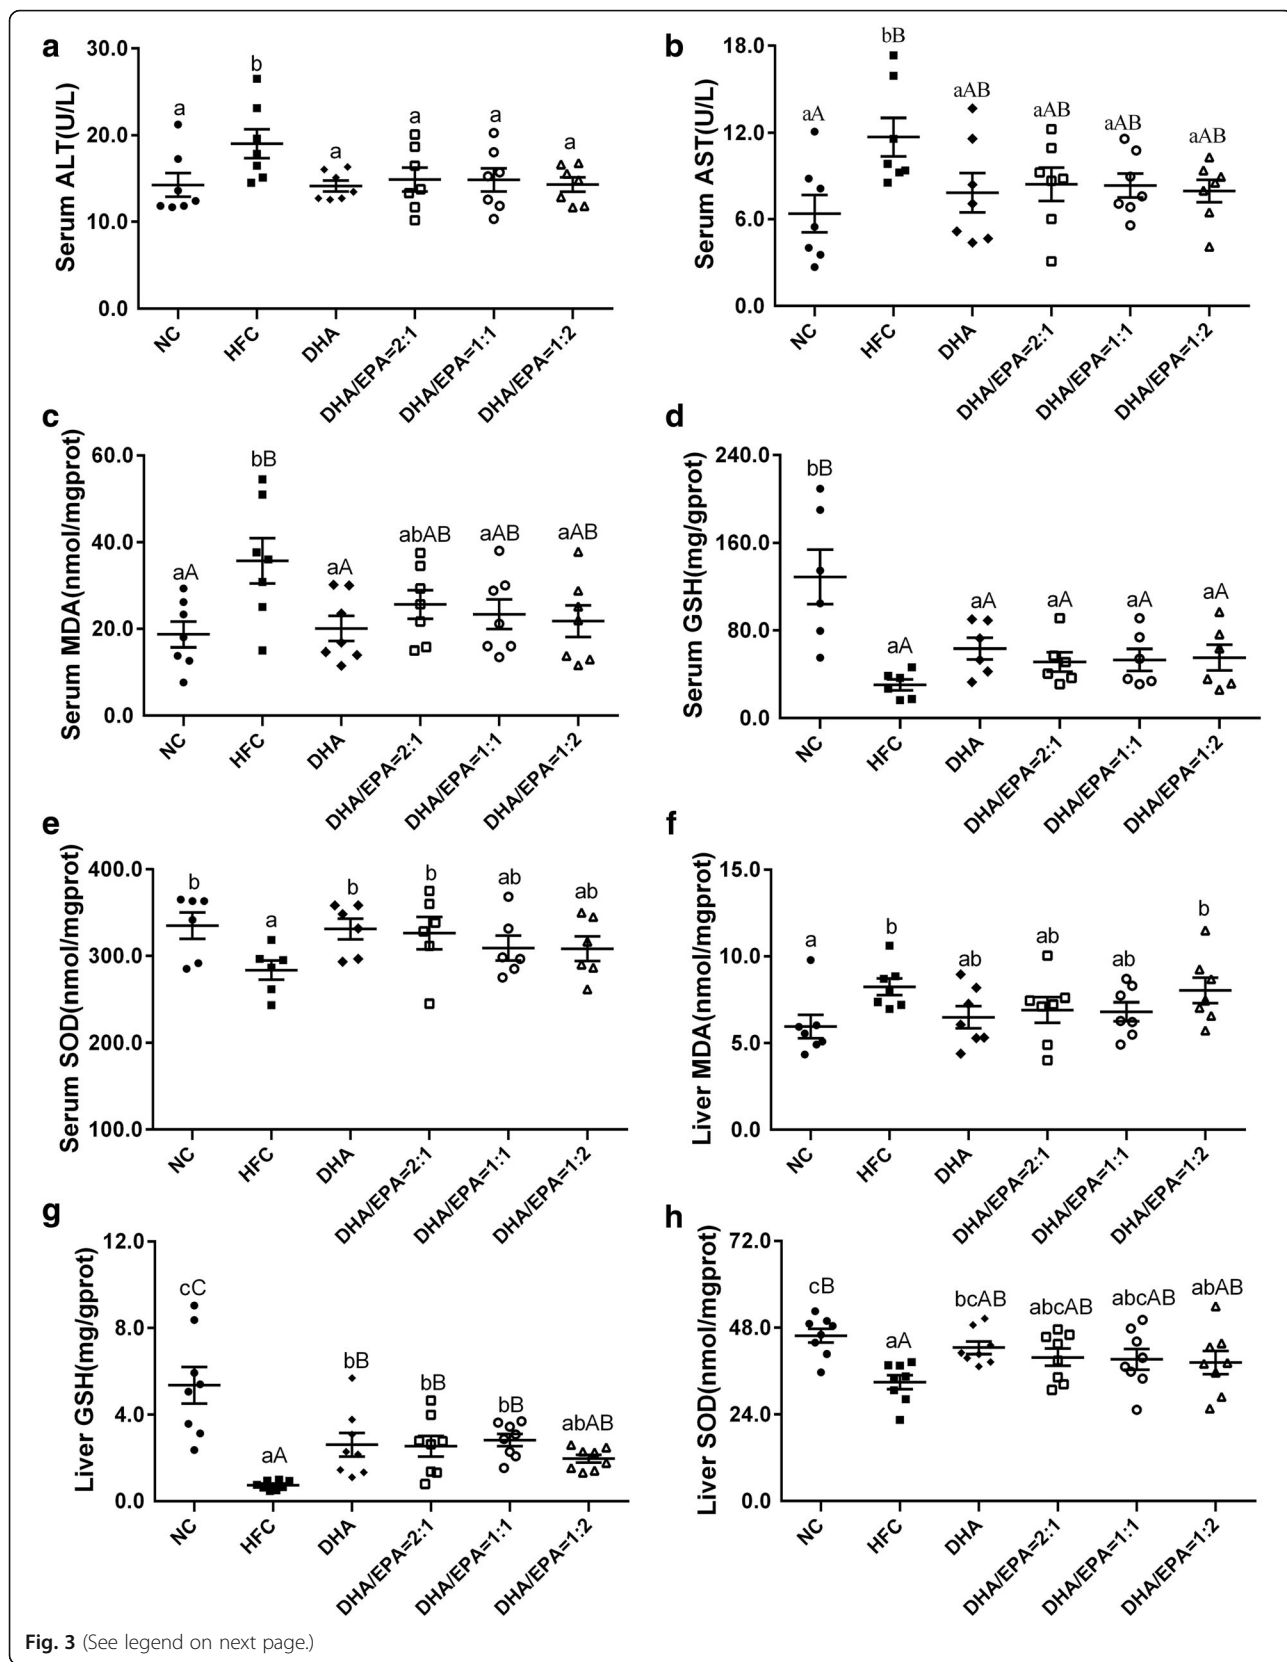 a
Serum ALT(U/L)
30.0
20.0
10.0
0.0
a
b
a
a
a
a
NC
HFC
DHA
DHA/EPA=2:1
DHA/EPA=1:1
DHA/EPA=1:2
b
Serum AST(U/L)
18.0
12.0
6.0
0.0
aA
bB
aAB
aAB
aAB
aAB
NC
HFC
DHA
DHA/EPA=2:1
DHA/EPA=1:1
DHA/EPA=1:2
c
Serum MDA(nmol/mgprot)
60.0
40.0
20.0
0.0
aA
bB
aA
abAB
aAB
aAB
NC
HFC
DHA
DHA/EPA=2:1
DHA/EPA=1:1
DHA/EPA=1:2
d
Serum GSH(mg/gprot)
240.0
160.0
80.0
0.0
bB
aA
aA
aA
aA
aA
NC
HFC
DHA
DHA/EPA=2:1
DHA/EPA=1:1
DHA/EPA=1:2
e
Serum SOD(nmol/mgprot)
400.0
300.0
200.0
100.0
b
a
b
b
ab
ab
NC
HFC
DHA
DHA/EPA=2:1
DHA/EPA=1:1
DHA/EPA=1:2
f
Liver MDA(nmol/mgprot)
15.0
10.0
5.0
0.0
a
b
ab
ab
ab
b
NC
HFC
DHA
DHA/EPA=2:1
DHA/EPA=1:1
DHA/EPA=1:2
g
Liver GSH(mg/gprot)
12.0
8.0
4.0
0.0
cC
aA
bB
bB
bB
abAB
NC
HFC
DHA
DHA/EPA=2:1
DHA/EPA=1:1
DHA/EPA=1:2
h
Liver SOD(nmol/mgprot)
72.0
48.0
24.0
0.0
cB
aA
bcAB
abcAB
abcAB
abAB
NC
HFC
DHA
DHA/EPA=2:1
DHA/EPA=1:1
DHA/EPA=1:2
Fig. 3 (See legend on next page.)